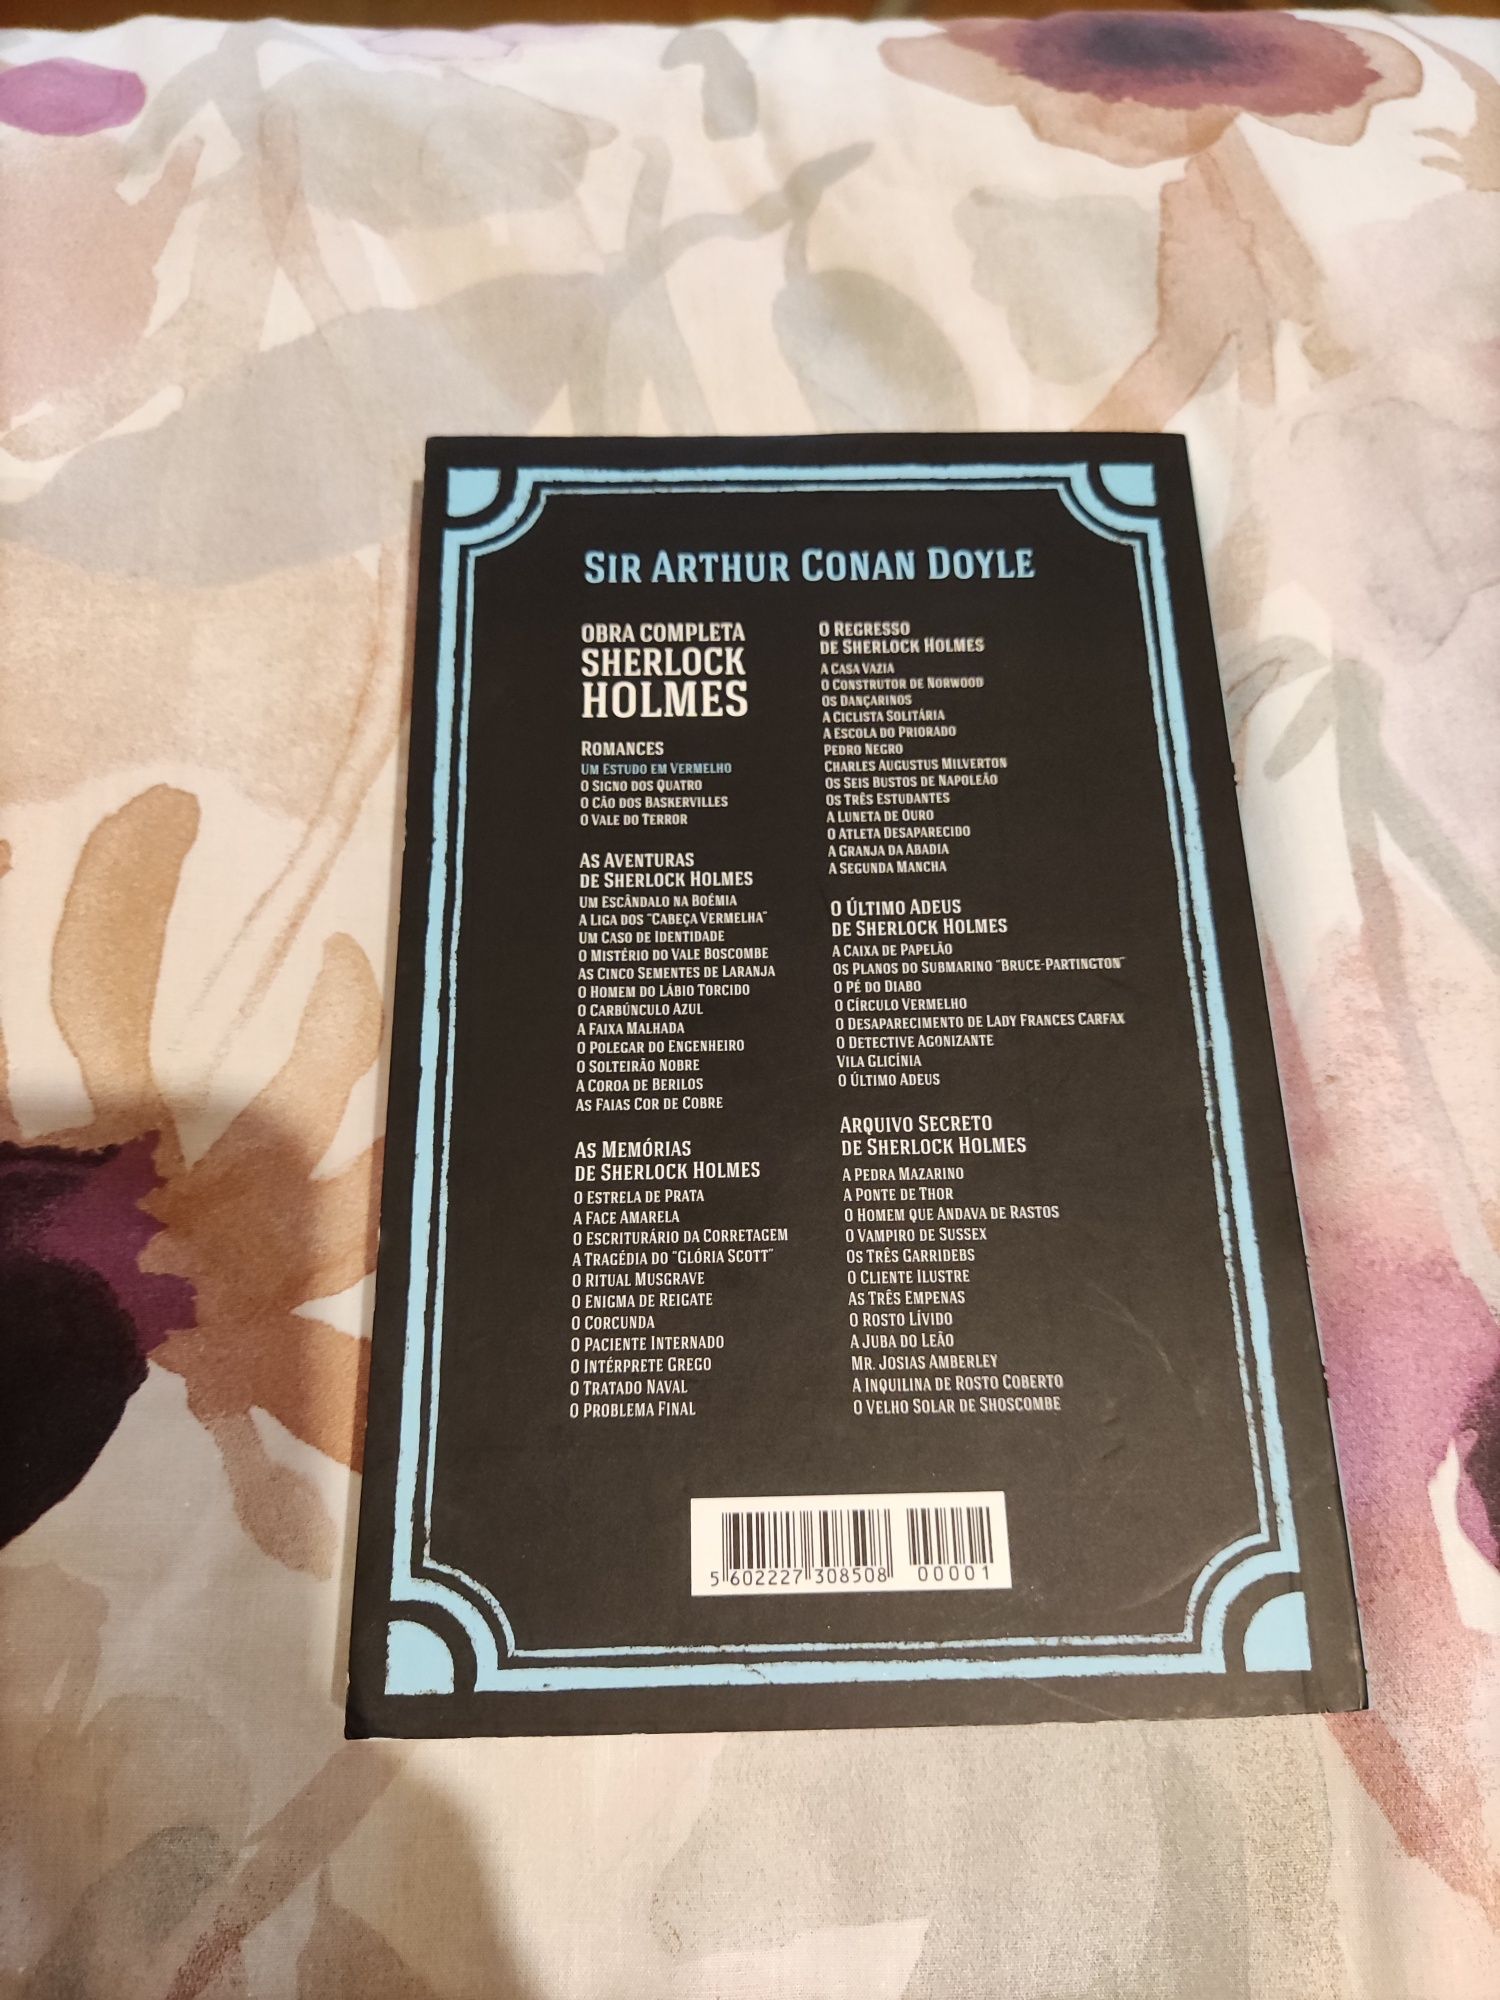 SIR ARTHUR CONAN DOYLE
OBRA COMPLETA
SHERLOCK
HOLMES
ROMANCES
UM ESTUDO EM VERMELHO
O SIGNO DOS QUATRO
O CÃO DOS BASKERVILLES
O VALE DO TERROR
AS AVENTURAS
DE SHERLOCK HOLMES
UM ESCÂNDALO NA BOÉMIA
A LIGA DOS "CABEÇA VERMELHA"
UM CASO DE IDENTIDADE
O MISTÉRIO DO VALE BOSCOMBE
AS CINCO SEMENTES DE LARANJA
O HOMEM DO LÁBIO TORCIDO
O CARBÚNCULO AZUL
A FAIXA MALHADA
O POLEGAR DO ENGENHEIRO
O SOLTEIRÃO NOBRE
A COROA DE BERILOS
AS FAIAS COR DE COBRE
AS MEMÓRIAS
DE SHERLOCK HOLMES
O ESTRELA DE PRATA
A FACE AMARELA
O ESCRITURÁRIO DA CORRETAGEM
A TRAGÉDIA DO "GLÓRIA SCOTT"
O RITUAL MUSGRAVE
O ENIGMA DE REIGATE
O CORCUNDA
O PACIENTE INTERNADO
O INTÉRPRETE GREGO
O TRATADO NAVAL
O PROBLEMA FINAL
O REGRESSO
DE SHERLOCK HOLMES
A CASA VAZIA
O CONSTRUTOR DE NORWOOD
OS DANÇARINOS
A CICLISTA SOLITÁRIA
A ESCOLA DO PRIORADO
PEDRO NEGRO
CHARLES AUGUSTUS MILVERTON
OS SEIS BUSTOS DE NAPOLEÃO
OS TRÊS ESTUDANTES
A LUNETA DE OURO
O ATLETA DESAPARECIDO
A GRANJA DA ABADIA
A SEGUNDA MANCHA
O ÚLTIMO ADEUS
DE SHERLOCK HOLMES
A CAIXA DE PAPELÃO
OS PLANOS DO SUBMARINO "BRUCE-PARTINGTON"
O PÉ DO DIABO
O CÍRCULO VERMELHO
O DESAPARECIMENTO DE LADY FRANCES CARFAX
O DETECTIVE AGONIZANTE
VILA GLICÍNIA
O ÚLTIMO ADEUS
ARQUIVO SECRETO
DE SHERLOCK HOLMES
A PEDRA MAZARINO
A PONTE DE THOR
O HOMEM QUE ANDAVA DE RASTOS
O VAMPIRO DE SUSSEX
OS TRÊS GARRIDEBS
O CLIENTE ILUSTRE
AS TRÊS EMPENAS
O ROSTO LÍVIDO
A JUBA DO LEÃO
MR. JOSIAS AMBERLEY
A INQUILINA DE ROSTO COBERTO
O VELHO SOLAR DE SHOSCOMBE
5 602227 308508 00001